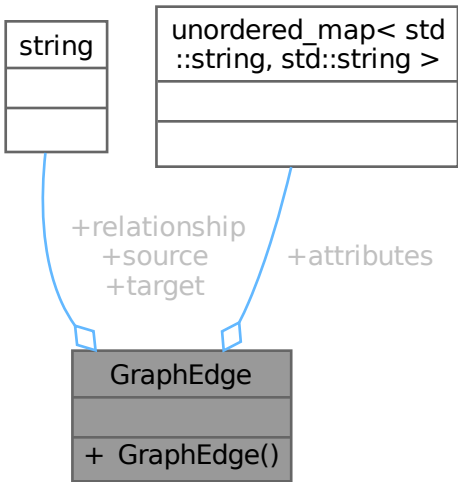 string
unordered_map< std
::string, std::string >
+relationship
+source
+target
+attributes
GraphEdge
+ GraphEdge()